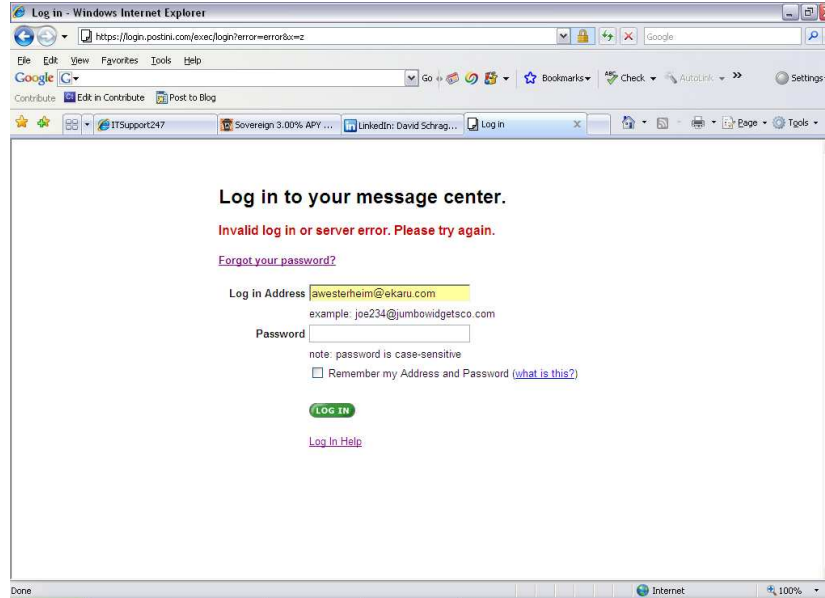 Log in - Windows Internet Explorer
https://login.postini.com/exec/login?error=error&x=z
Google
File Edit View Favorites Tools Help
Google G Go Bookmarks Check AutoLink » Settings
Contribute Edit in Contribute Post to Blog
ITSupport247 Sovereign 3.00% APY ... LinkedIn: David Schrag... Log in x Page Tools
Log in to your message center.
Invalid log in or server error. Please try again.
Forgot your password?
Log in Address awesterheim@ekaru.com
example: joe234@jumbowidgetsco.com
Password
note: password is case-sensitive
Remember my Address and Password (what is this?)
LOG IN
Log In Help
Done Internet 100%